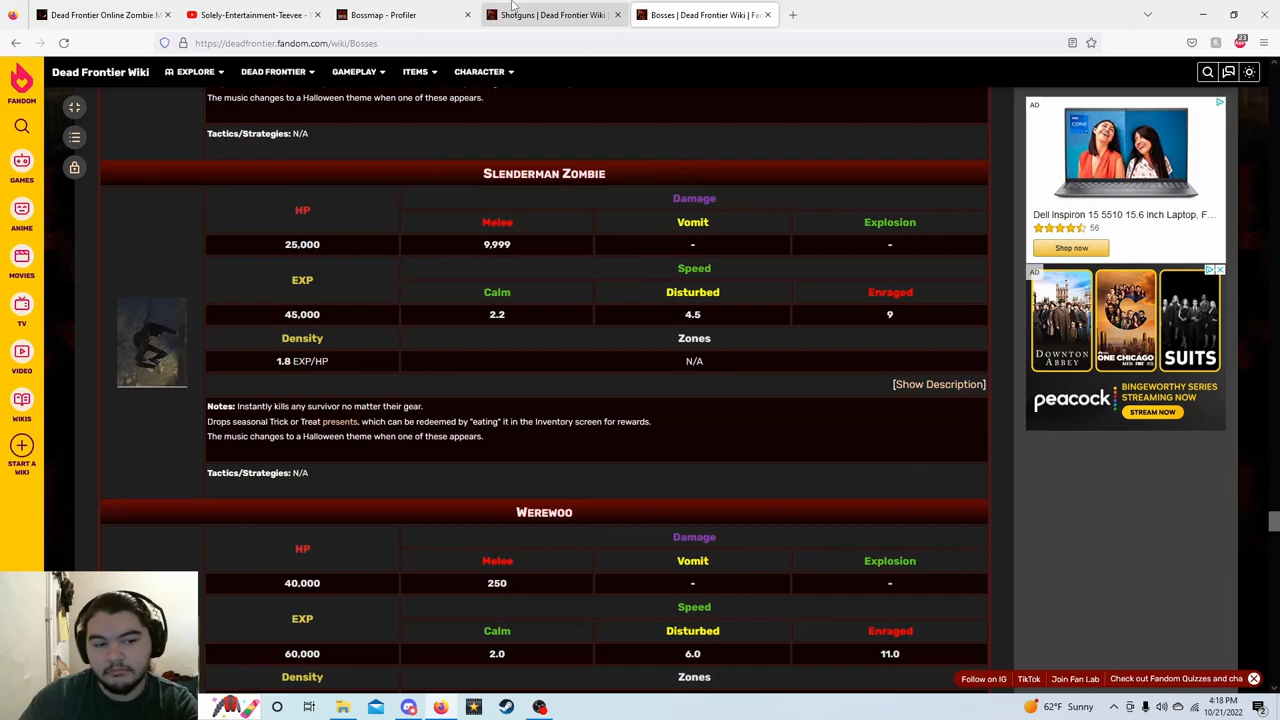 Dead Frontier Online Zombie M
Solely-Entertainment-Teevee -
Bossmap - Profiler
Shotguns | Dead Frontier Wiki |
Bosses | Dead Frontier Wiki | Fa
https://deadfrontier.fandom.com/wiki/Bosses
23
FANDOM
GAMES
ANIME
MOVIES
TV
VIDEO
WIKIS
START A
WIKI
Dead Frontier Wiki
EXPLORE
DEAD FRONTIER
GAMEPLAY
ITEMS
CHARACTER
The music changes to a Halloween theme when one of these appears.
Tactics/Strategies: N/A
Slenderman Zombie
HP
Damage
Melee
Vomit
Explosion
25,000
9,999
-
-
EXP
Speed
Calm
Disturbed
Enraged
45,000
2.2
4.5
9
Density
Zones
1.8 EXP/HP
N/A
[Show Description]
Notes: Instantly kills any survivor no matter their gear.
Drops seasonal Trick or Treat presents, which can be redeemed by "eating" it in the Inventory screen for rewards.
The music changes to a Halloween theme when one of these appears.
Tactics/Strategies: N/A
Werewoo
HP
Damage
Melee
Vomit
Explosion
40,000
250
-
-
EXP
Speed
Calm
Disturbed
Enraged
60,000
2.0
6.0
11.0
Density
Zones
AD
Dell Inspiron 15 5510 15.6 Inch Laptop, F...
56
Shop now
AD
DOWNTON
ABBEY
ONE CHICAGO
SUITS
peacock
BINGEWORTHY SERIES
STREAMING NOW
STREAM NOW
Follow on IG
TikTok
Join Fan Lab
Check out Fandom Quizzes and cha
62°F Sunny
4:18 PM
10/21/2022
2